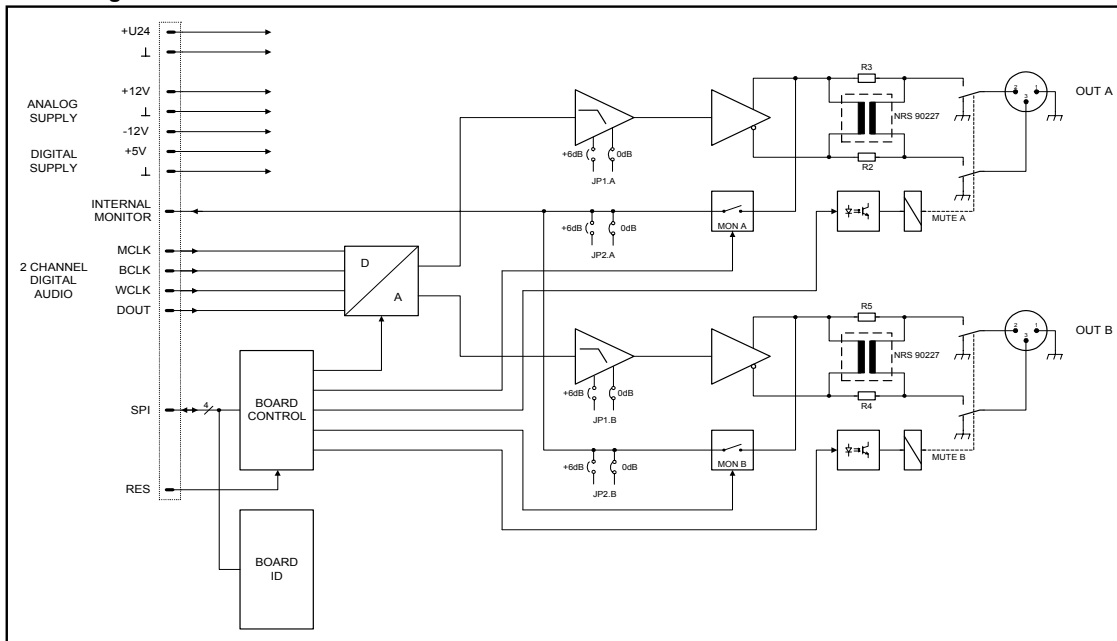 +U24
⊥
+12V
ANALOG
SUPPLY
⊥
-12V
DIGITAL
SUPPLY
+5V
⊥
INTERNAL
MONITOR
MCLK
2 CHANNEL
DIGITAL
AUDIO
BCLK
WCLK
DOUT
D
A
SPI
4
BOARD
CONTROL
RES
BOARD
ID
+6dB
0dB
JP1.A
R3
NRS 90227
R2
2
1
3
OUT A
+6dB
0dB
JP2.A
MON A
MUTE A
+6dB
0dB
JP1.B
R5
NRS 90227
R4
2
1
3
OUT B
+6dB
0dB
JP2.B
MON B
MUTE B